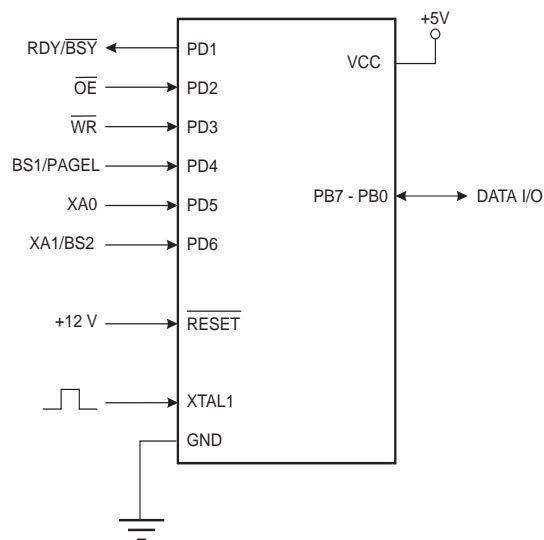 +5V
RDY/BSY PD1
VCC
OE PD2
WR PD3
BS1/PAGEL PD4
XA0 PD5 PB7 - PB0 DATA I/O
XA1/BS2 PD6
+12 V RESET
XTAL1
GND